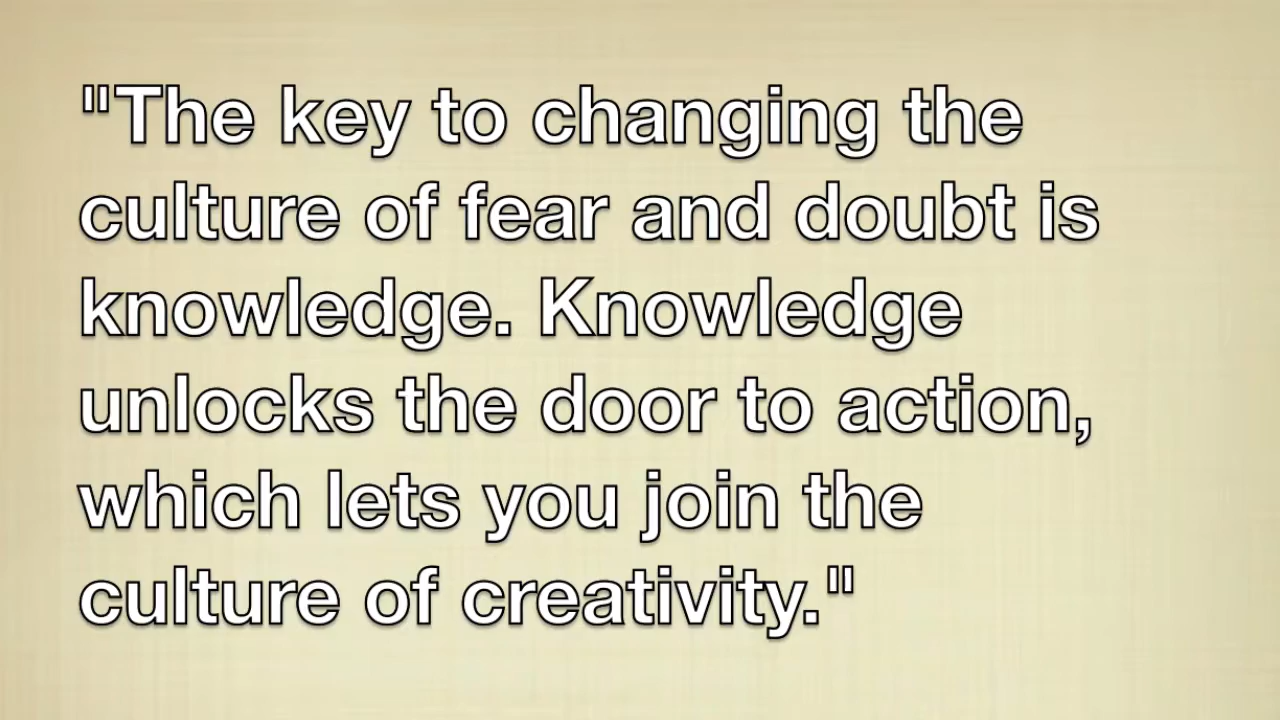 "The key to changing the
culture of fear and doubt is
knowledge. Knowledge
unlocks the door to action,
which lets you join the
culture of creativity."